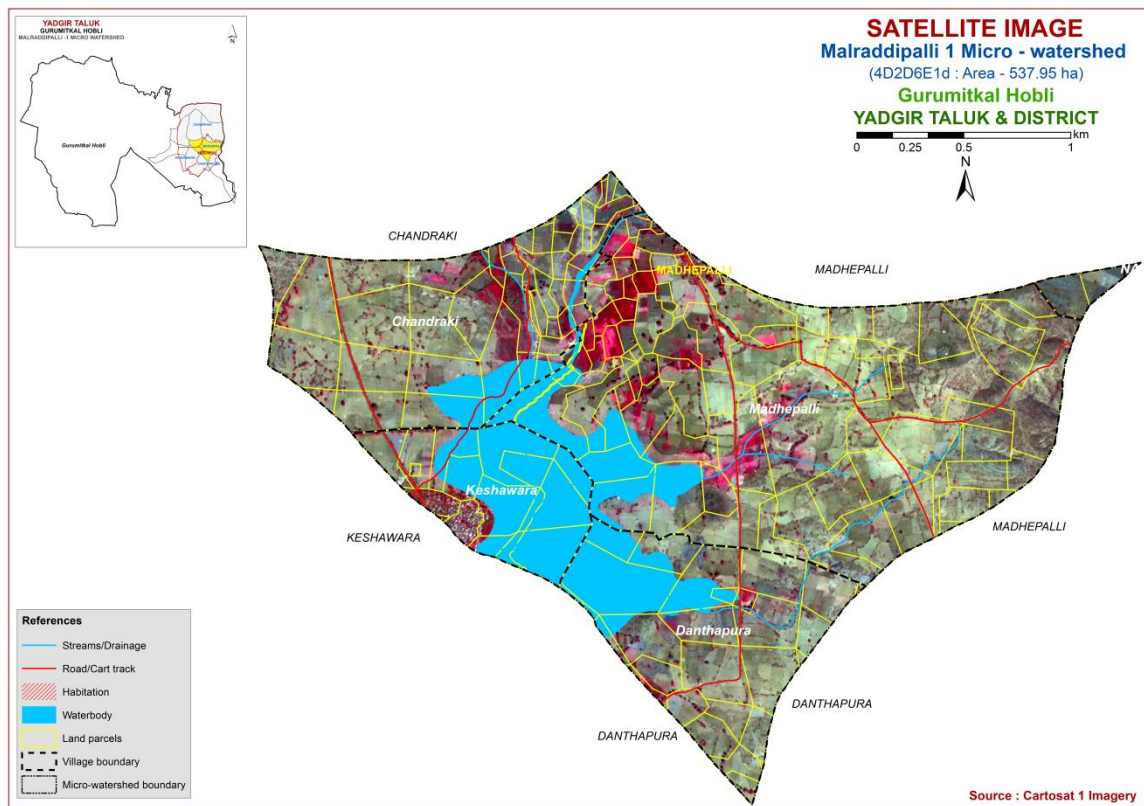 YADGIR TALUK
GURUMITKAL HOBLI
MALRADDIPALLI -1 MICRO WATERSHED
N
Gurumitkal Hobli
CHANDRAKI
SATELLITE IMAGE
Malraddipalli 1 Micro - watershed
(4D2D6E1d : Area - 537.95 ha)
Gurumitkal Hobli
YADGIR TALUK & DISTRICT
km
0 0.25 0.5 1
N
CHANDRAKI
MADHEPALLI
MADHEPALLI
Chandraki
Madhepalli
Keshawara
KESHAWARA
MADHEPALLI
Danthapura
DANTHAPURA
DANTHAPURA
References
Streams/Drainage
Road/Cart track
Habitation
Waterbody
Land parcels
Village boundary
Micro-watershed boundary
Source : Cartosat 1 Imagery